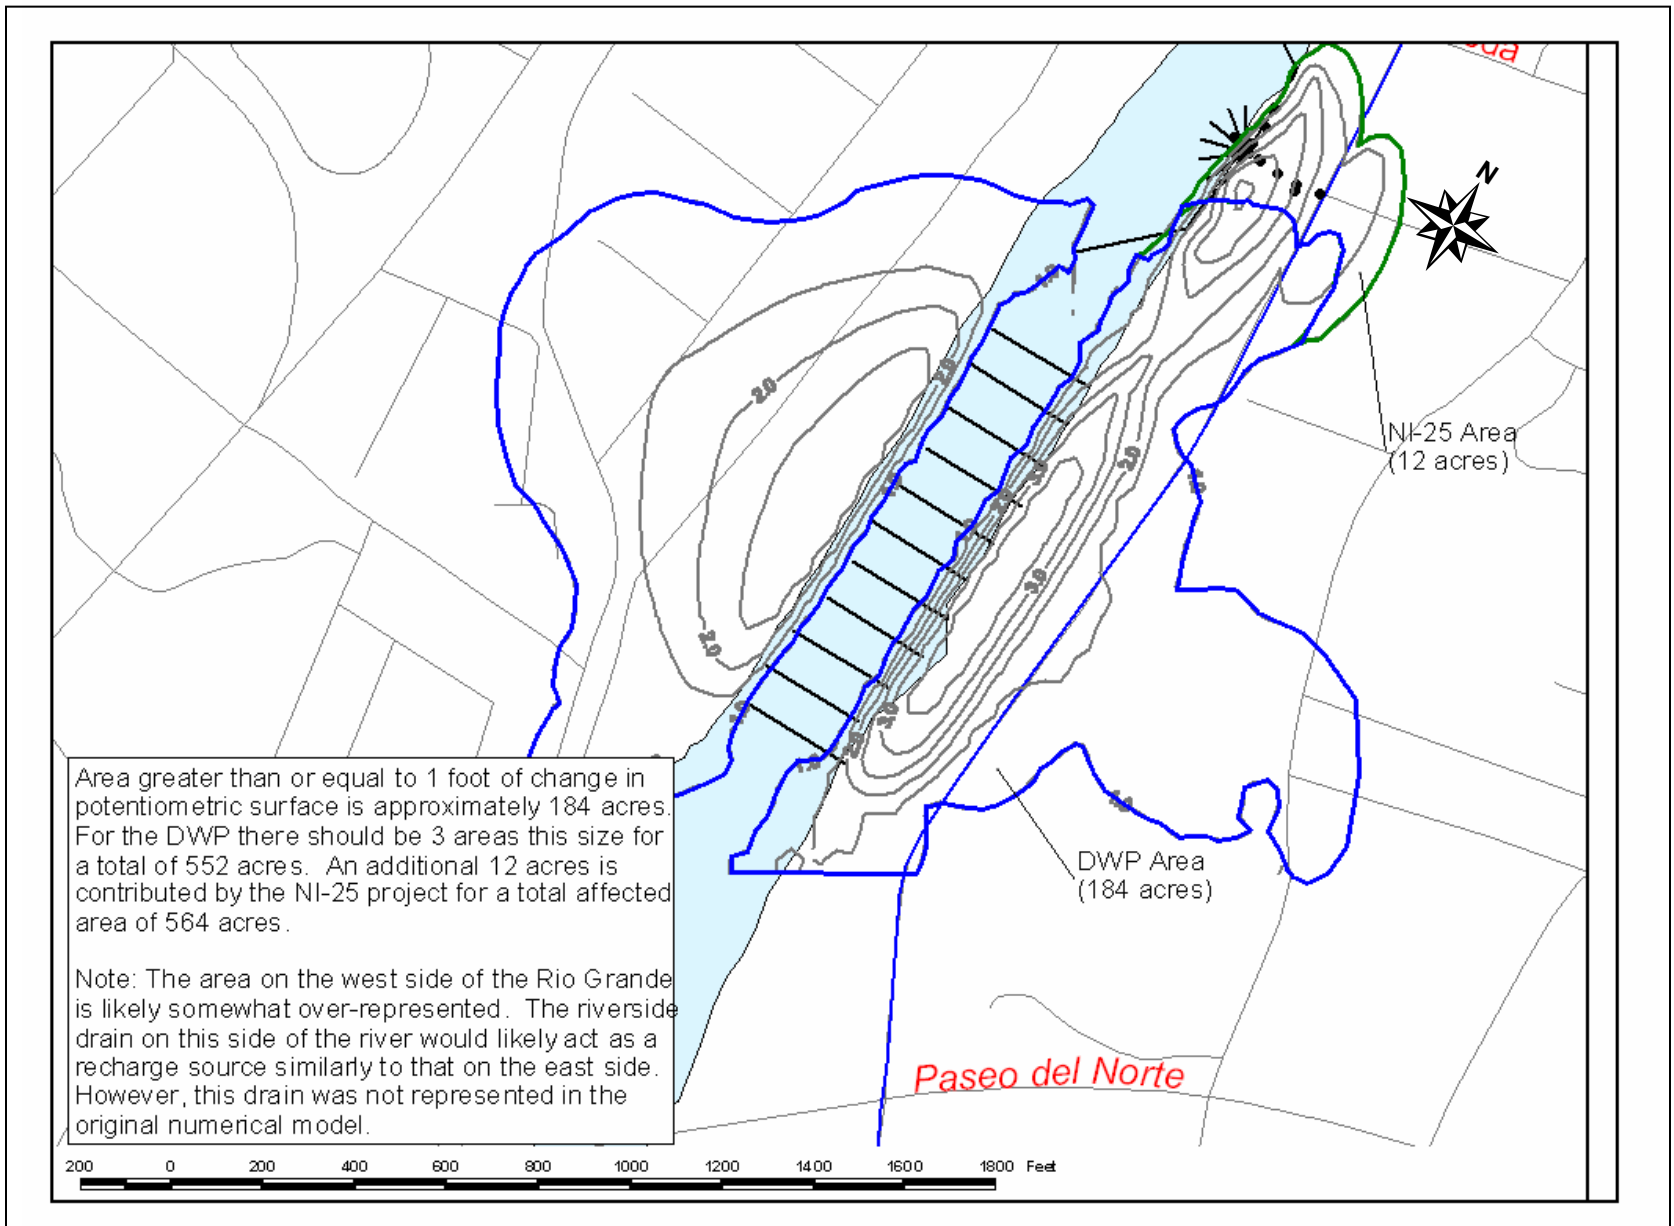 N
2.0
2.0
2.0
2.0
3.0
3.0
NI-25 Area
(12 acres)
DWP Area
(184 acres)
Area greater than or equal to 1 foot of change in
potentiometric surface is approximately 184 acres.
For the DWP there should be 3 areas this size for
a total of 552 acres. An additional 12 acres is
contributed by the NI-25 project for a total affected
area of 564 acres.
Note: The area on the west side of the Rio Grande
is likely somewhat over-represented. The riverside
drain on this side of the river would likely act as a
recharge source similarly to that on the east side.
However, this drain was not represented in the
original numerical model.
Paseo del Norte
200 0 200 400 600 800 1000 1200 1400 1600 1800 Feet